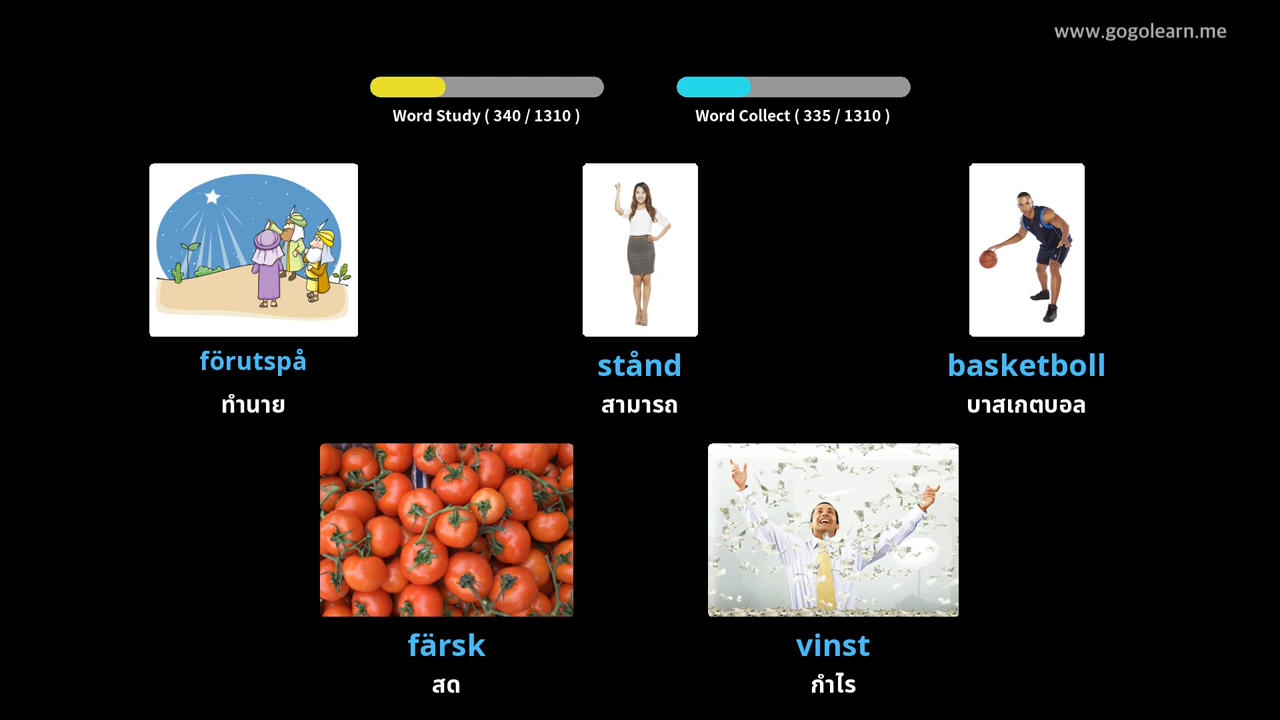 www.gogolearn.me
Word Study ( 340 / 1310 )
Word Collect ( 335 / 1310 )
förutspå
stånd
basketboll
ทำนาย
สามารถ
บาสเกตบอล
färsk
vinst
สด
กำไร